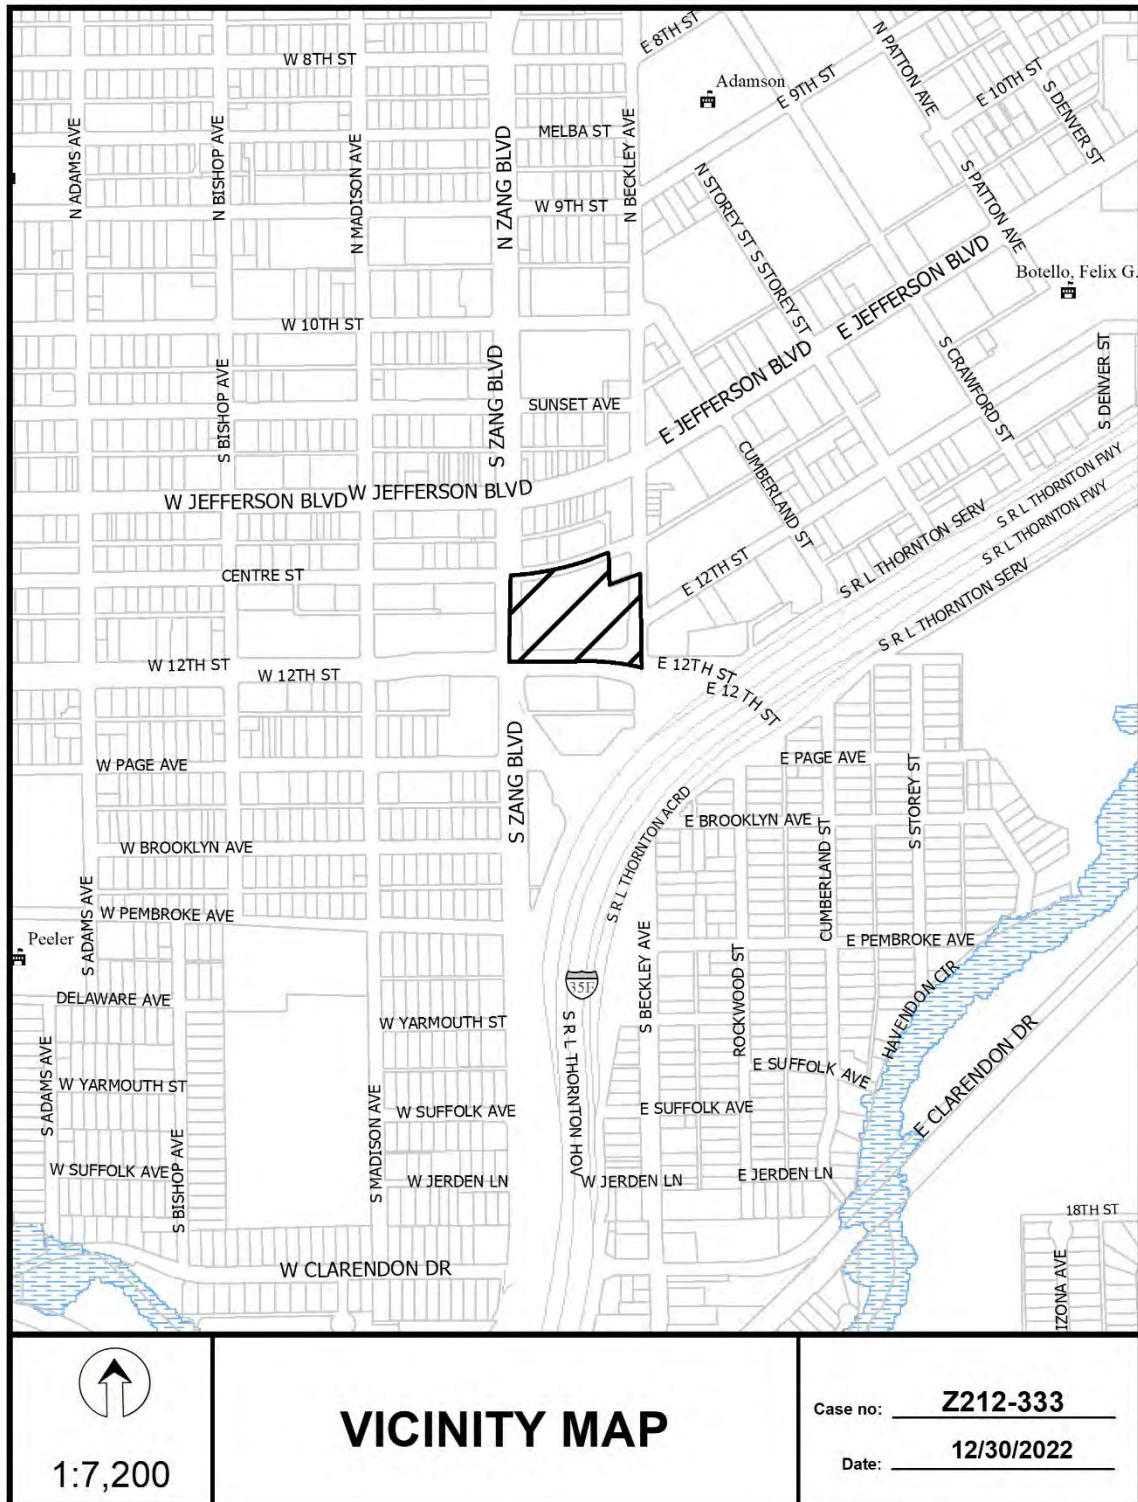 E 8TH ST
N PATTON AVE
W 8TH ST
Adamson
E 9TH ST
E 10TH ST
S DENVER ST
N ADAMS AVE
N BISHOP AVE
N MADISON AVE
N ZANG BLVD
MELBA ST
N BECKLEY AVE
W 9TH ST
N STOREY ST
S STOREY ST
S PATTON AVE
E JEFFERSON BLVD
Botello, Felix G.
W 10TH ST
S BISHOP AVE
S ZANG BLVD
SUNSET AVE
E JEFFERSON BLVD
S CRAWFORD ST
S DENVER ST
CUMBERLAND ST
W JEFFERSON BLVD
W JEFFERSON BLVD
S R L THORNTON SERV
S R L THORNTON FWY
S R L THORNTON FWY
S R L THORNTON SERV
CENTRE ST
E 12TH ST
W 12TH ST
W 12TH ST
E 12TH ST
E 12 TH ST
W PAGE AVE
S ZANG BLVD
E PAGE AVE
S STOREY ST
W BROOKLYN AVE
S R L THORNTON ACRD
E BROOKLYN AVE
CUMBERLAND ST
S ADAMS AVE
W PEMBROKE AVE
Peeler
S BECKLEY AVE
ROCKWOOD ST
E PEMBROKE AVE
DELAWARE AVE
35E
HAVENDON CIR
W YARMOUTH ST
S R L THORNTON HOV
E CLARENDON DR
S ADAMS AVE
W YARMOUTH ST
S MADISON AVE
E SUFFOLK AVE
W SUFFOLK AVE
E SUFFOLK AVE
W SUFFOLK AVE
S BISHOP AVE
W JERDEN LN
W JERDEN LN
E JERDEN LN
18TH ST
IZONA AVE
W CLARENDON DR
1:7,200
VICINITY MAP
Case no: Z212-333
Date: 12/30/2022